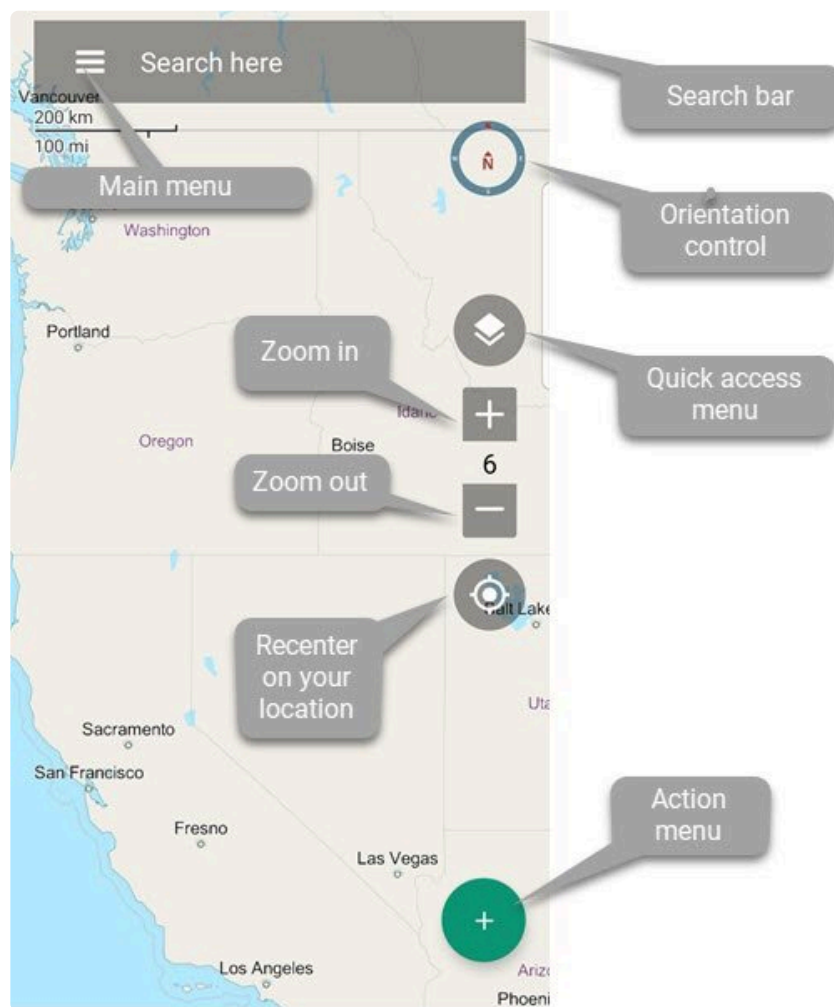 Search here
Search bar
Vancouver
200 km
100 mi
N
Main menu
Orientation
control
Washington
Portland
Zoom in
Quick access
menu
Idaho
Oregon
Boise
6
Zoom out
Salt Lake
Recenter
on your
location
Uta
Sacramento
San Francisco
Action
menu
Fresno
Las Vegas
Los Angeles
Arizo
Phoeni